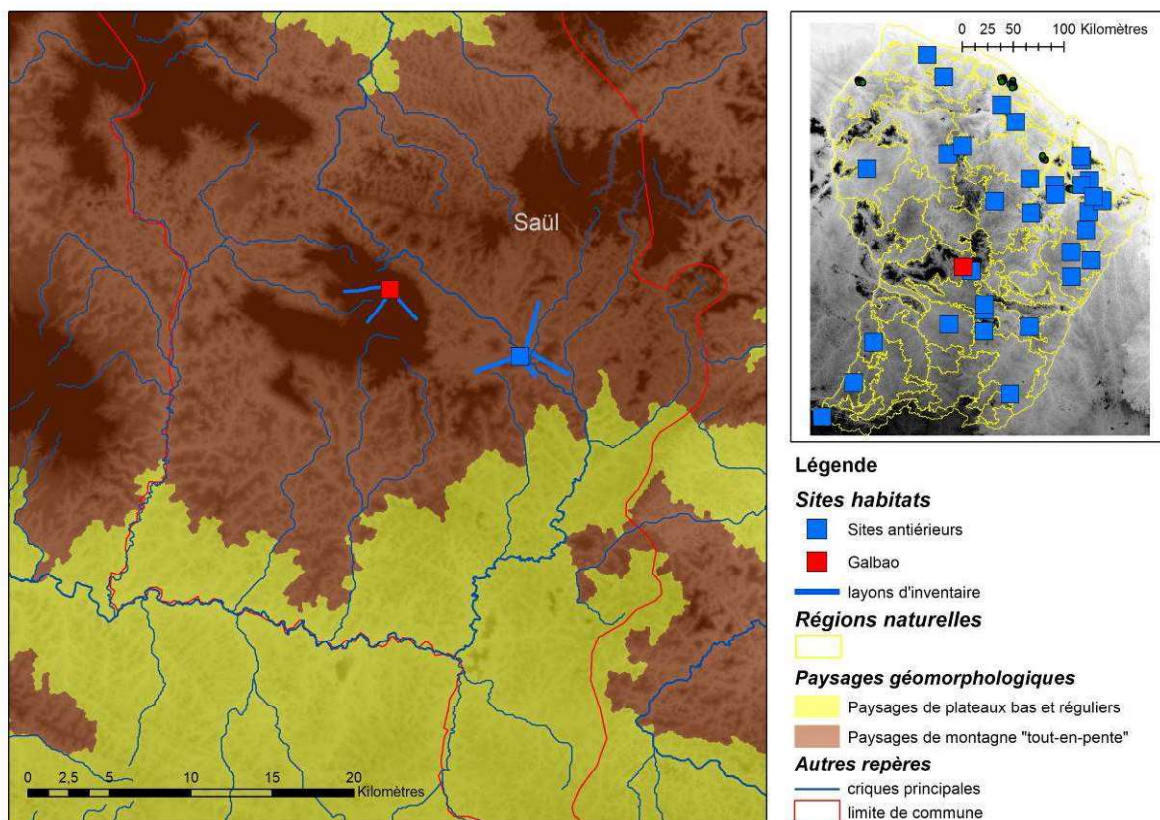 Saül
0 2,5 5 10 15 20
Kilomètres
0 25 50 100 Kilomètres
Légende
Sites habitats
Sites antiérieurs
Galbao
layons d'inventaire
Régions naturelles
Paysages géomorphologiques
Paysages de plateaux bas et réguliers
Paysages de montagne "tout-en-pente"
Autres repères
criques principales
limite de commune